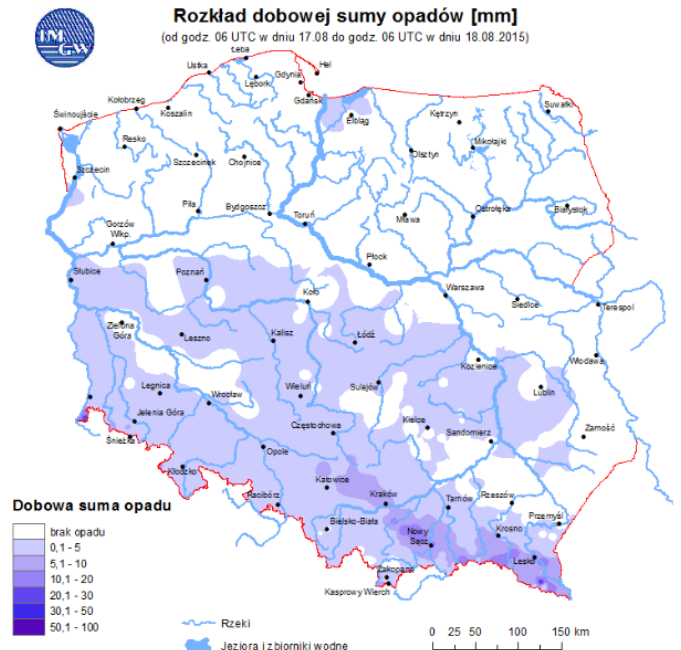 Rozkład dobowej sumy opadów [mm]
(od godz. 06 UTC w dniu 17.08 do godz. 06 UTC w dniu 18.08.2015)
IMGW
Łeba
Hel
Ustka
Gdynia
Lębork
Gdańsk
Kołobrzeg
Koszalin
Świnoujście
Elbląg
Kętrzyn
Suwałki
Resko
Szczecinek
Chojnice
Olsztyn
Mikołajki
Szczecin
Piła
Bydgoszcz
Toruń
Mława
Ostrołęka
Białystok
Gorzów
Wlkp.
Płock
Słubice
Poznań
Koło
Warszawa
Siedlce
Terespol
Zielona
Góra
Leszno
Kalisz
Łódź
Kozienice
Włodawa
Legnica
Wrocław
Wieluń
Sulejów
Lublin
Jelenia Góra
Częstochowa
Kielce
Sandomierz
Zamość
Śnieżka
Opole
Kłodzko
Katowice
Racibórz
Kraków
Tarnów
Rzeszów
Przemyśl
Bielsko-Biała
Nowy
Sącz
Krosno
Lesko
Zakopane
Kasprowy Wierch
Dobowa suma opadu
brak opadu
0,1 - 5
5,1 - 10
10,1 - 20
20,1 - 30
30,1 - 50
50,1 - 100
Rzeki
Jeziora i zbiorniki wodne
0 25 50 100 150 km